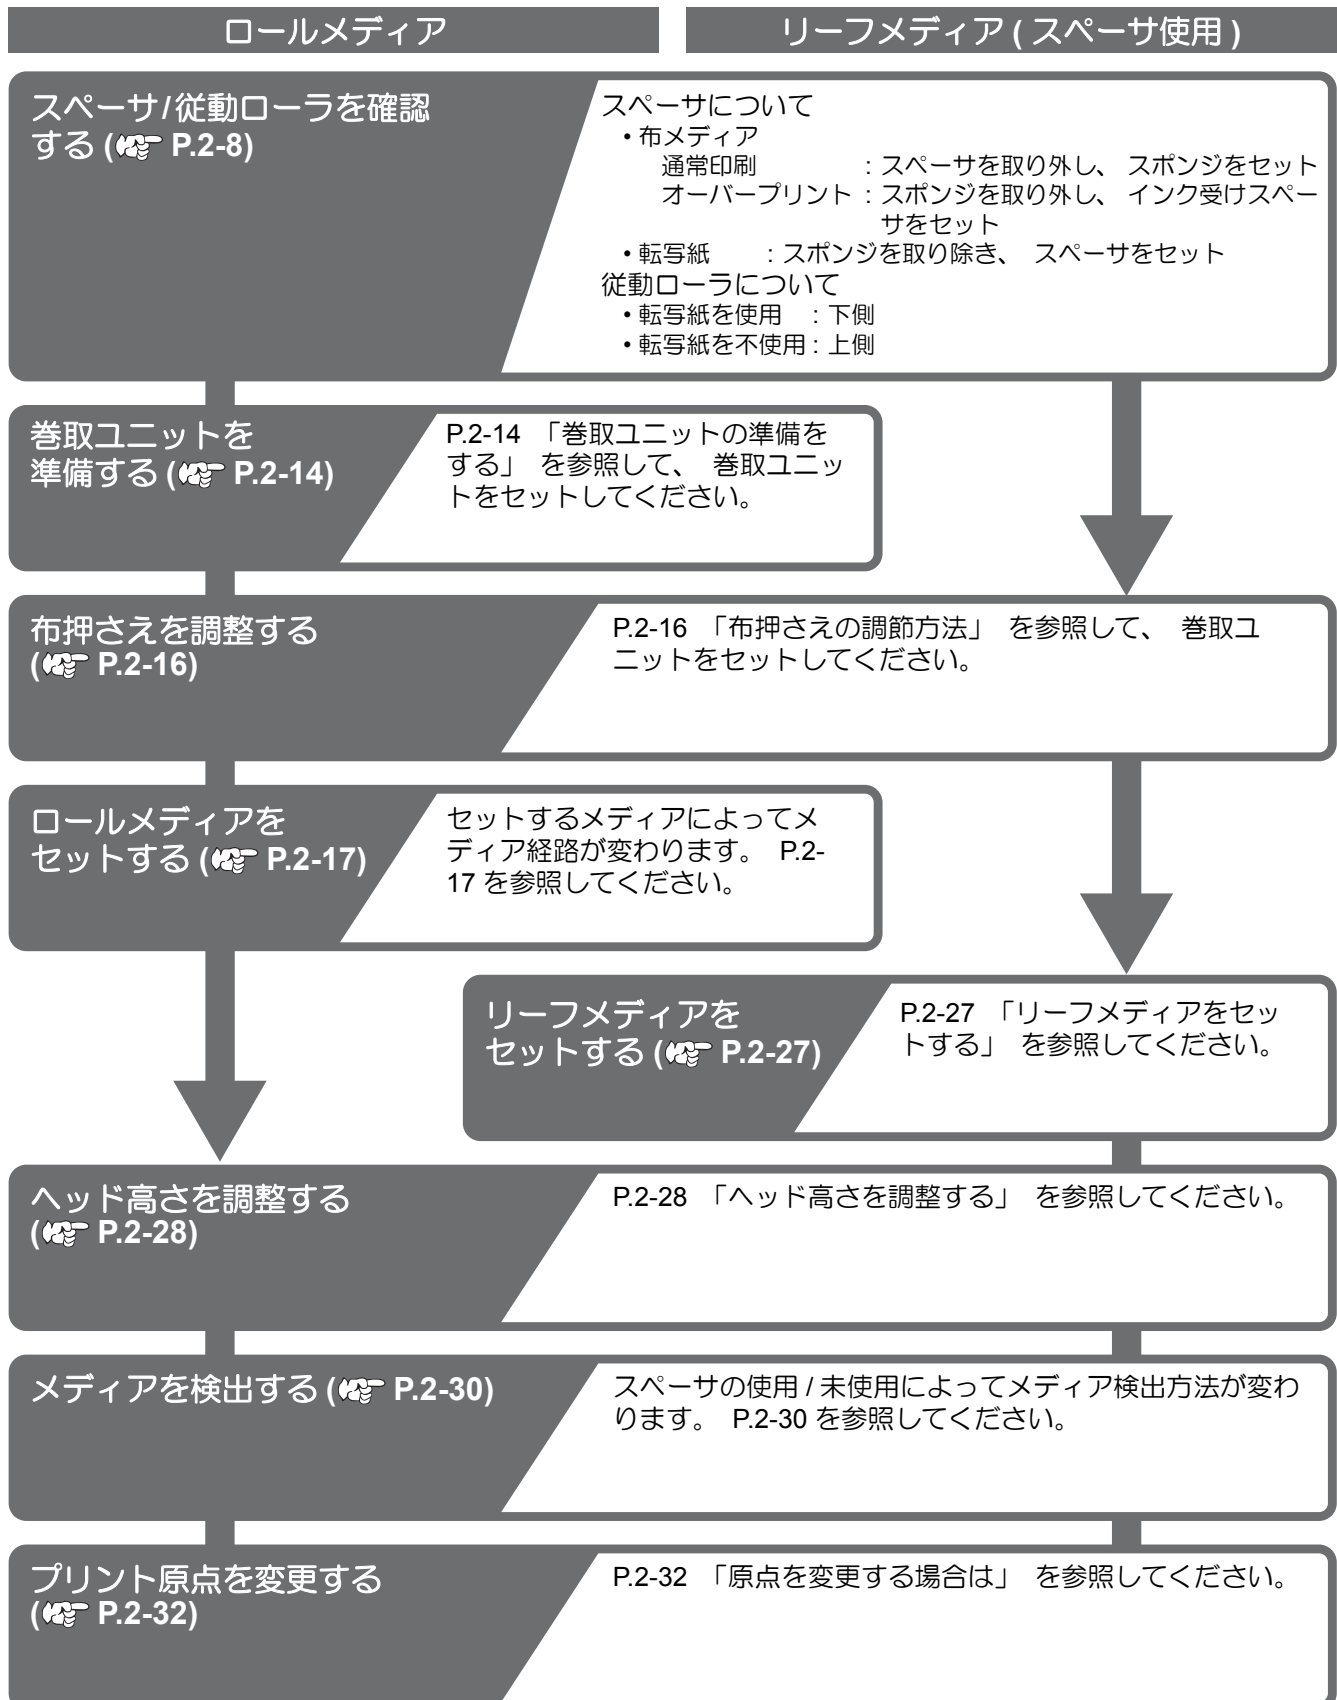 ロールメディア
リーフメディア ( スペーサ使用 )
スペーサ/従動ローラを確認
する ( P.2-8)
スペーサについて
• 布メディア
通常印刷 : スペーサを取り外し、 スポンジをセット
オーバープリント : スポンジを取り外し、 インク受けスペー
サをセット
• 転写紙 : スポンジを取り除き、 スペーサをセット
従動ローラについて
• 転写紙を使用 : 下側
• 転写紙を不使用 : 上側
巻取ユニットを
準備する ( P.2-14)
P.2-14 「巻取ユニットの準備を
する」 を参照して、 巻取ユニッ
トをセットしてください。
布押さえを調整する
( P.2-16)
P.2-16 「布押さえの調節方法」 を参照して、 巻取ユ
ニットをセットしてください。
ロールメディアを
セットする ( P.2-17)
セットするメディアによってメ
ディア経路が変わります。 P.2-
17 を参照してください。
リーフメディアを
セットする ( P.2-27)
P.2-27 「リーフメディアをセッ
トする」 を参照してください。
ヘッド高さを調整する
( P.2-28)
P.2-28 「ヘッド高さを調整する」 を参照してください。
メディアを検出する ( P.2-30)
スペーサの使用 / 未使用によってメディア検出方法が変わ
ります。 P.2-30 を参照してください。
プリント原点を変更する
( P.2-32)
P.2-32 「原点を変更する場合は」 を参照してください。